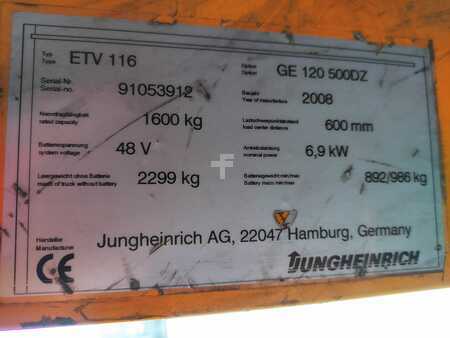 Typ
Type ETV 116 Option
Option GE 120 500DZ
Serial-Nr.
Serial-no. 91053912 Baujahr
Year of manufacture 2008
Nenntragfähigkeit
rated capacity 1600 kg Lastschwerpunktabstand
load center distance 600 mm
Batteriespannung
system voltage 48 V Antriebsleistung
nominal power 6,9 kW
Leergewicht ohne Batterie
mass of truck without battery 2299 kg Batteriegewicht min/max
Battery mass min/max 892/986 kg
Jungheinrich AG, 22047 Hamburg, Germany
Hersteller
Manufacturer
CE JUNGHEINRICH